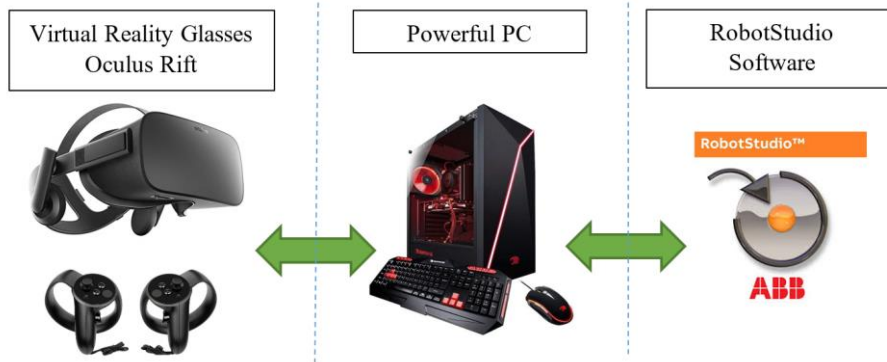 Virtual Reality Glasses
Oculus Rift
Powerful PC
RobotStudio
Software
RobotStudio™
ABB